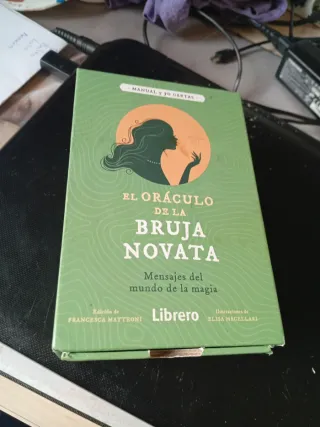 MANUAL Y 30 CARTAS
EL ORÁCULO
DE LA
BRUJA
NOVATA
Mensajes del
mundo de la magia
Edición de
FRANCESCA MATTEONI
Librero
Ilustraciones de
ELISA MACELLARI